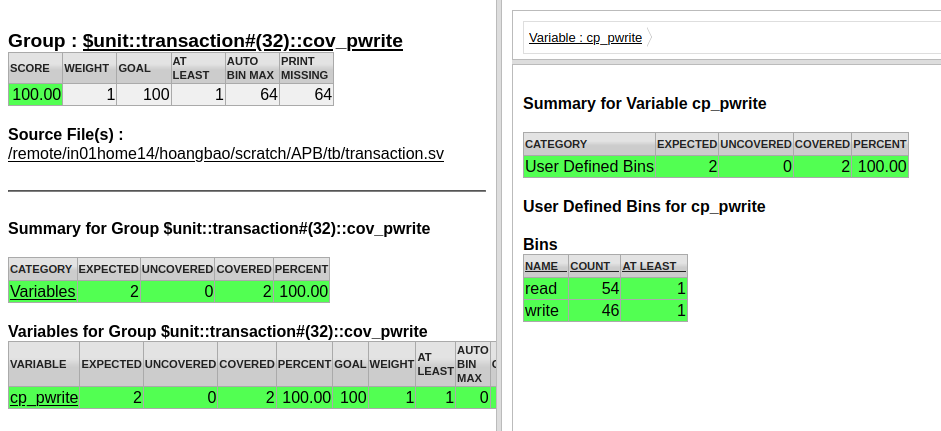 Group : $unit::transaction#(32)::cov_pwrite
SCORE WEIGHT GOAL AT LEAST AUTO BIN MAX PRINT MISSING
100.00 1 100 1 64 64
Source File(s) :
/remote/in01home14/hoangbao/scratch/APB/tb/transaction.sv
Summary for Group $unit::transaction#(32)::cov_pwrite
CATEGORY EXPECTED UNCOVERED COVERED PERCENT
Variables 2 0 2 100.00
Variables for Group $unit::transaction#(32)::cov_pwrite
VARIABLE EXPECTED UNCOVERED COVERED PERCENT GOAL WEIGHT AT LEAST AUTO BIN MAX
cp_pwrite 2 0 2 100.00 100 1 1 0
Variable : cp_pwrite
Summary for Variable cp_pwrite
CATEGORY EXPECTED UNCOVERED COVERED PERCENT
User Defined Bins 2 0 2 100.00
User Defined Bins for cp_pwrite
Bins
NAME COUNT AT LEAST
read 54 1
write 46 1